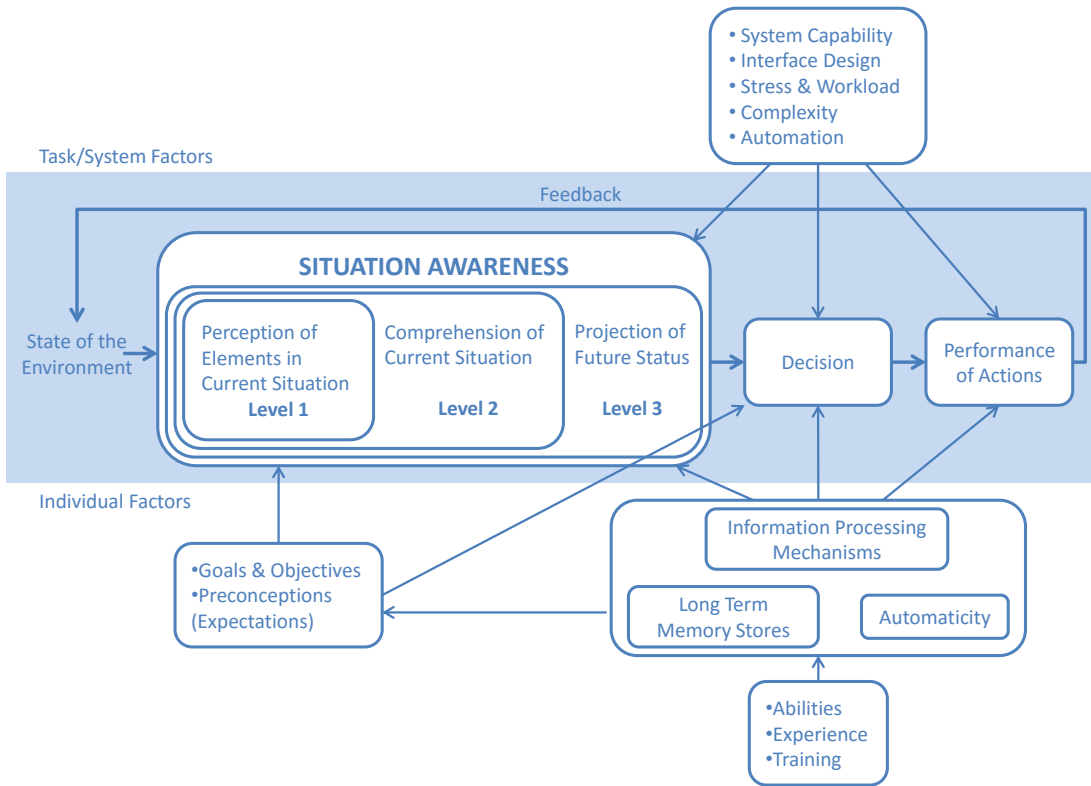 • System Capability
• Interface Design
• Stress & Workload
• Complexity
• Automation
Task/System Factors
Feedback
SITUATION AWARENESS
State of the
Environment
Perception of
Elements in
Current Situation
Level 1
Comprehension of
Current Situation
Level 2
Projection of
Future Status
Level 3
Decision
Performance
of Actions
Individual Factors
•Goals & Objectives
•Preconceptions
(Expectations)
Information Processing
Mechanisms
Long Term
Memory Stores
Automaticity
•Abilities
•Experience
•Training